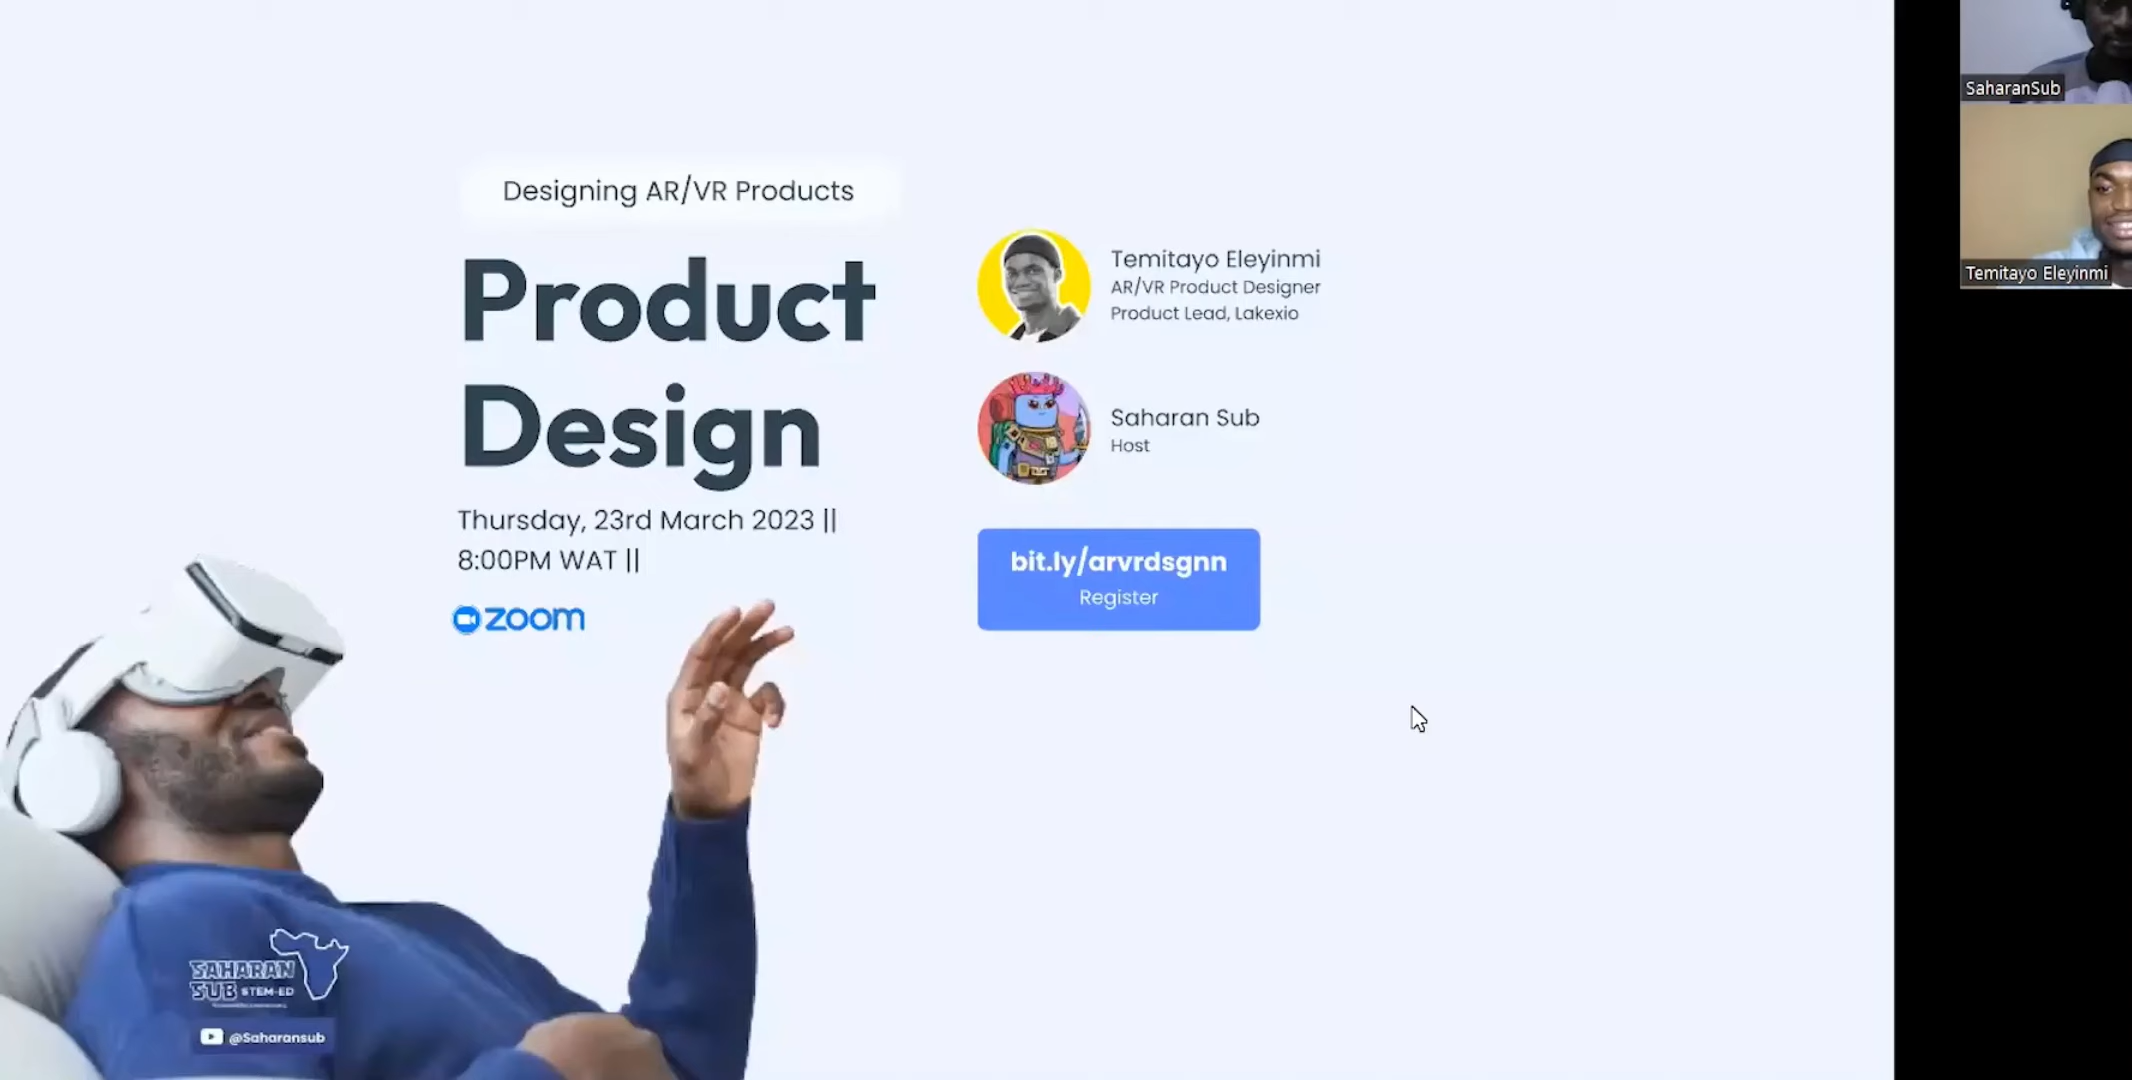 Designing AR/VR Products
Product
Design
Thursday, 23rd March 2023 ||
8:00PM WAT ||
zoom
Temitayo Eleyinmi
AR/VR Product Designer
Product Lead, Lakexio
Saharan Sub
Host
bit.ly/arvrdsgnn
Register
SAHARAN
SUB STEM-ED
@Saharansub
SaharanSub
Temitayo Eleyinmi